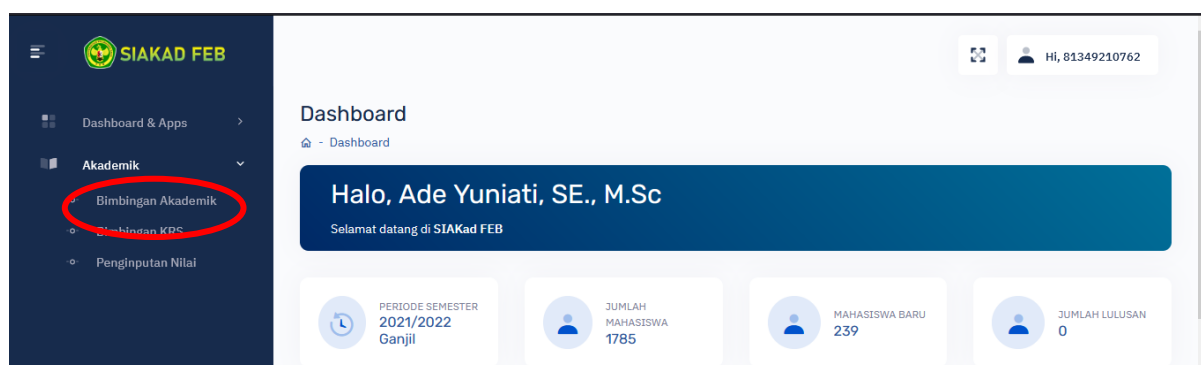 SIAKAD FEB
Hi, 81349210762
Dashboard & Apps
Akademik
Bimbingan Akademik
Bimbingan KRS
Penginputan Nilai
Dashboard
- Dashboard
Halo, Ade Yuniati, SE., M.Sc
Selamat datang di SIAKad FEB
PERIODE SEMESTER
2021/2022
Ganjil
JUMLAH
MAHASISWA
1785
MAHASISWA BARU
239
JUMLAH LULUSAN
0